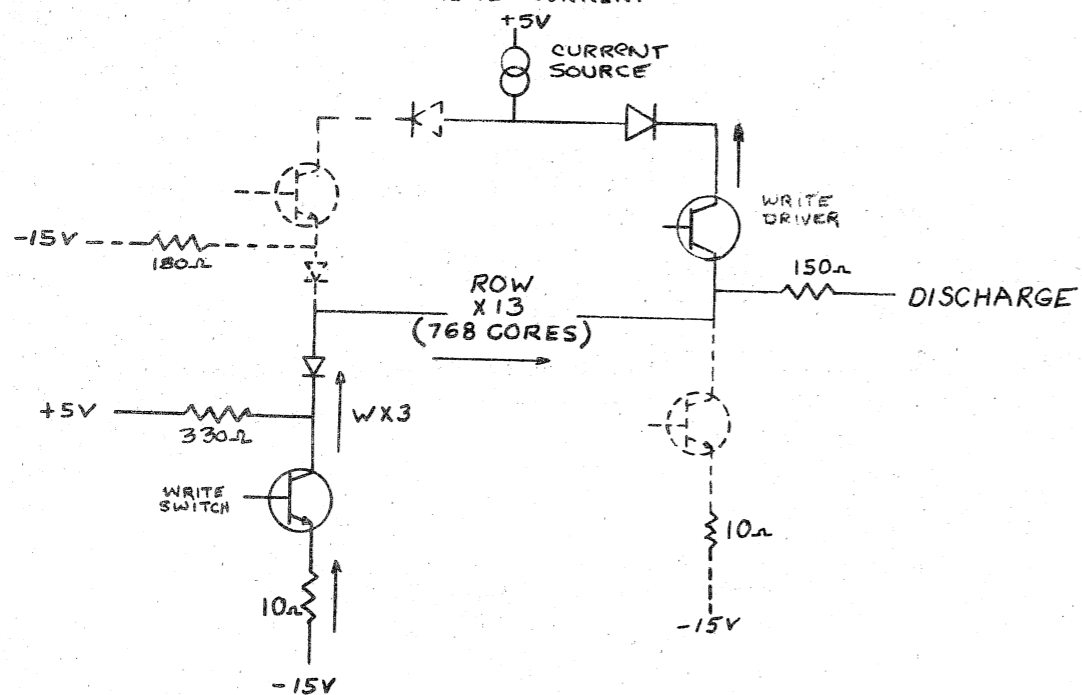 +5V
CURRENT
SOURCE
WRITE
DRIVER
-15V
180Ω
150Ω
DISCHARGE
ROW
X13
(768 CORES)
+5V
330Ω
WX3
WRITE
SWITCH
10Ω
10Ω
-15V
-15V